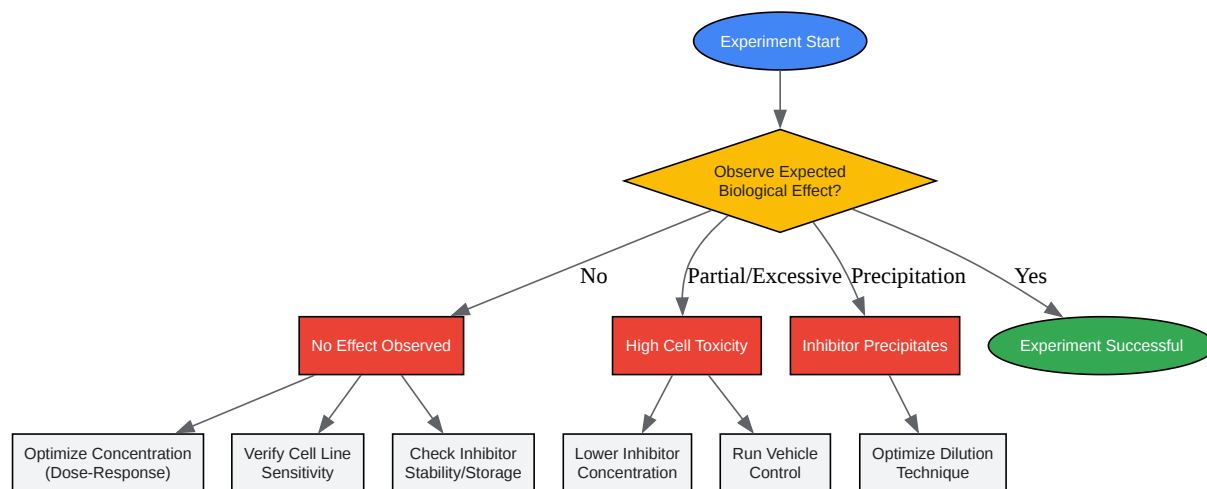 Experiment Start
Observe Expected
Biological Effect?
No
Partial/Excessive
Precipitation
Yes
No Effect Observed
High Cell Toxicity
Inhibitor Precipitates
Experiment Successful
Optimize Concentration
(Dose-Response)
Verify Cell Line
Sensitivity
Check Inhibitor
Stability/Storage
Lower Inhibitor
Concentration
Run Vehicle
Control
Optimize Dilution
Technique